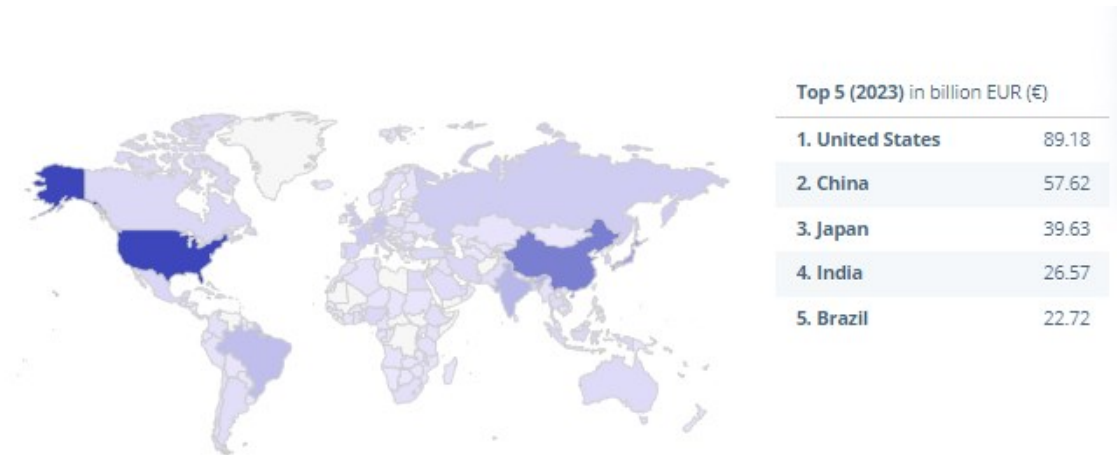 Top 5 (2023) in billion EUR (€)
1. United States 89.18
2. China 57.62
3. Japan 39.63
4. India 26.57
5. Brazil 22.72